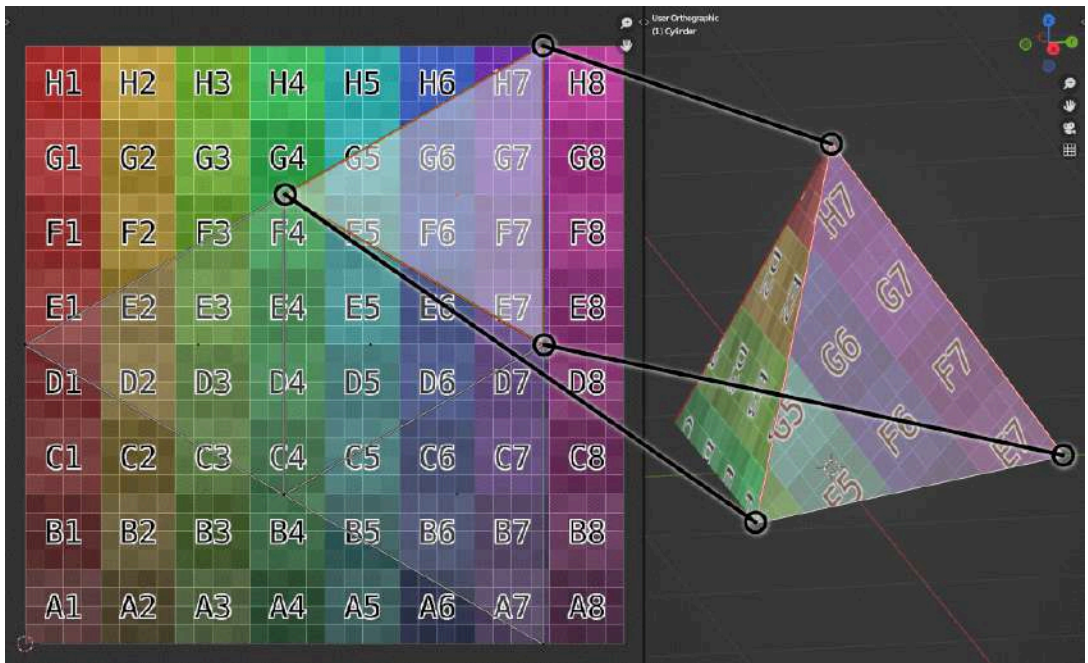 User Orthographic
(1) Cylinder
H1 H2 H3 H4 H5 H6 H7 H8
G1 G2 G3 G4 G5 G6 G7 G8
F1 F2 F3 F4 F5 F6 F7 F8
E1 E2 E3 E4 E5 E6 E7 E8
D1 D2 D3 D4 D5 D6 D7 D8
C1 C2 C3 C4 C5 C6 C7 C8
B1 B2 B3 B4 B5 B6 B7 B8
A1 A2 A3 A4 A5 A6 A7 A8
H7
G7
G6 F7
G5 F6 E7
E5